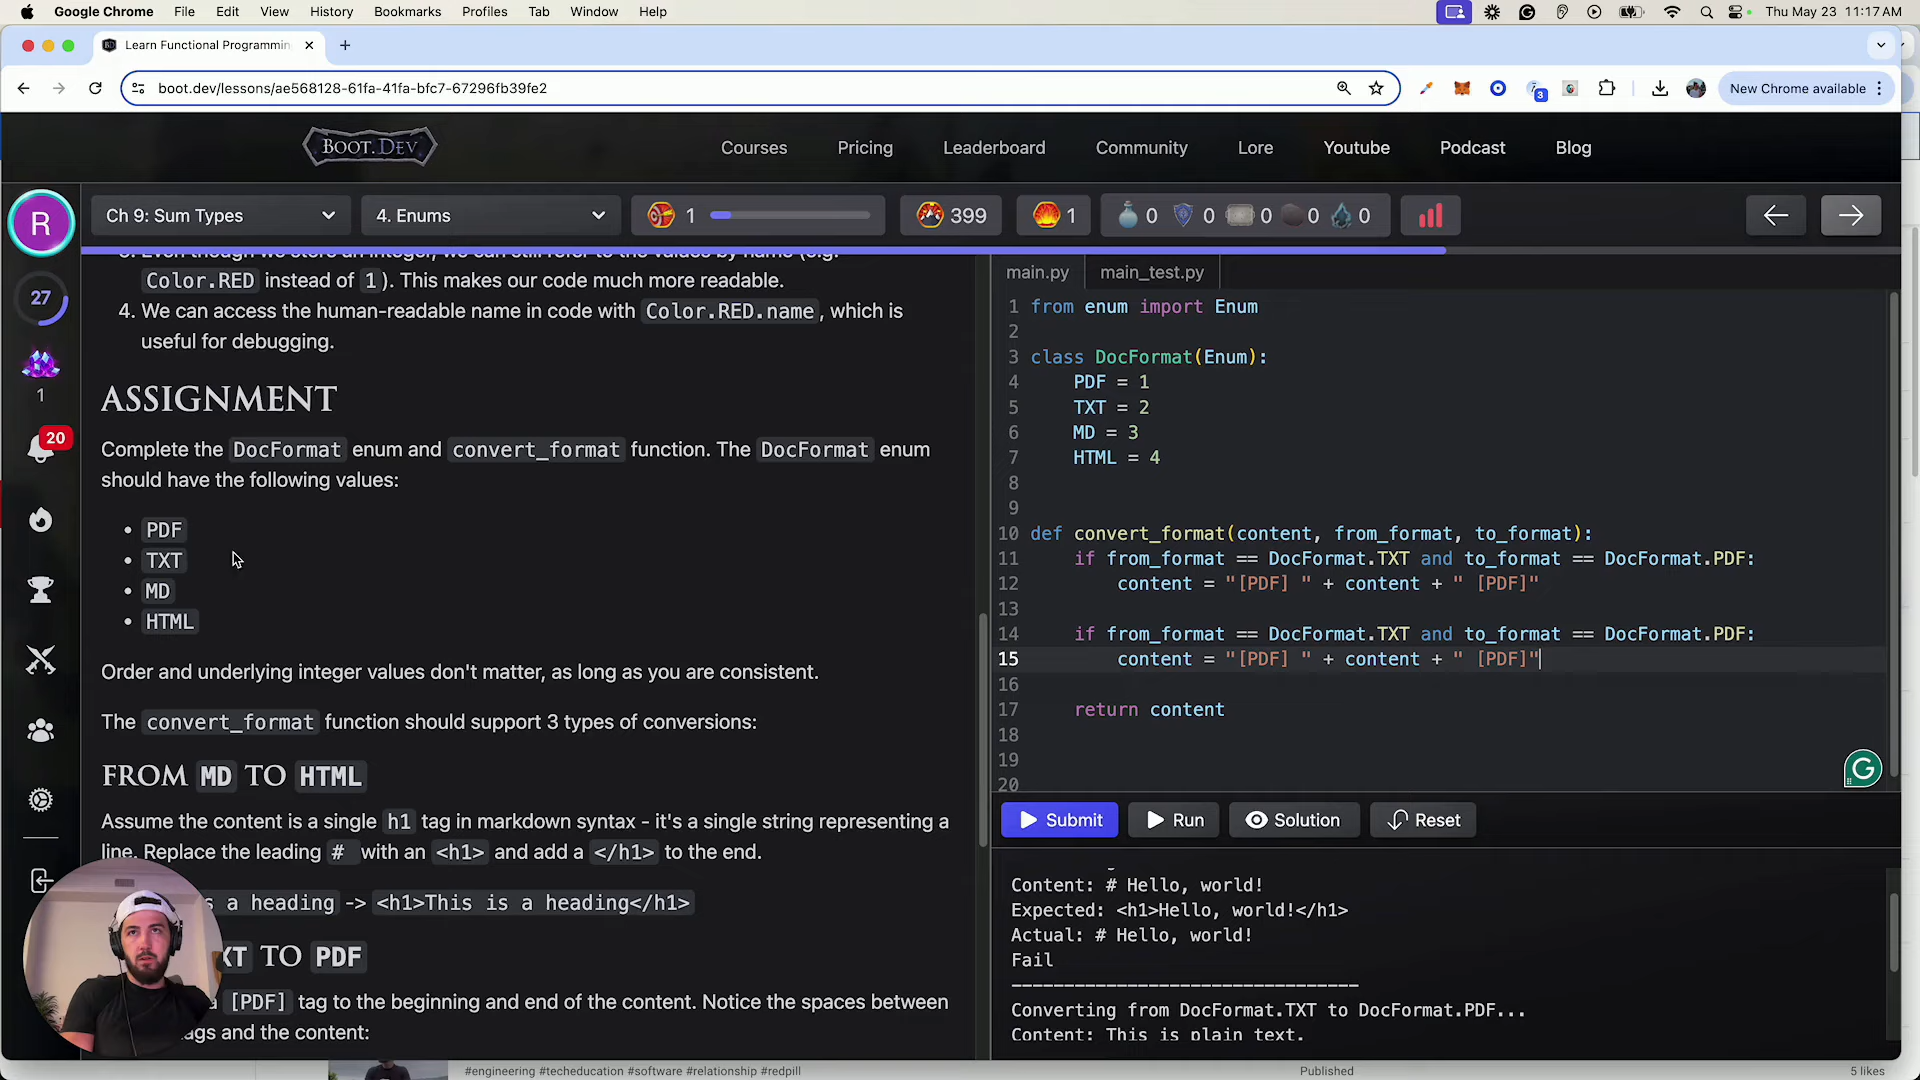 Google Chrome File Edit View History Bookmarks Profiles Tab Window Help Thu May 23 11:17 AM
Learn Functional Programmin
boot.dev/lessons/ae568128-61fa-41fa-bfc7-67296fb39fe2
3
New Chrome available
BOOT.DEV
Courses Pricing Leaderboard Community Lore Youtube Podcast Blog
R
Ch 9: Sum Types
4. Enums
1
399
1
0 0 0 0 0
27
1
20
Color.RED instead of 1 ). This makes our code much more readable.
4. We can access the human-readable name in code with Color.RED.name , which is
useful for debugging.
ASSIGNMENT
Complete the DocFormat enum and convert_format function. The DocFormat enum
should have the following values:
• PDF
• TXT
• MD
• HTML
Order and underlying integer values don't matter, as long as you are consistent.
The convert_format function should support 3 types of conversions:
FROM MD TO HTML
Assume the content is a single h1 tag in markdown syntax - it's a single string representing a
line. Replace the leading # with an <h1> and add a </h1> to the end.
a heading -> <h1>This is a heading</h1>
XT TO PDF
[PDF] tag to the beginning and end of the content. Notice the spaces between
ags and the content:
main.py main_test.py
1 from enum import Enum
2
3 class DocFormat(Enum):
4 PDF = 1
5 TXT = 2
6 MD = 3
7 HTML = 4
8
9
10 def convert_format(content, from_format, to_format):
11 if from_format == DocFormat.TXT and to_format == DocFormat.PDF:
12 content = "[PDF] " + content + " [PDF]"
13
14 if from_format == DocFormat.TXT and to_format == DocFormat.PDF:
15 content = "[PDF] " + content + " [PDF]"
16
17 return content
18
19
20
Submit Run Solution Reset
Content: # Hello, world!
Expected: <h1>Hello, world!</h1>
Actual: # Hello, world!
Fail
---------------------------------
Converting from DocFormat.TXT to DocFormat.PDF...
Content: This is plain text.
#engineering #techeducation #software #relationship #redpill
Published
5 likes